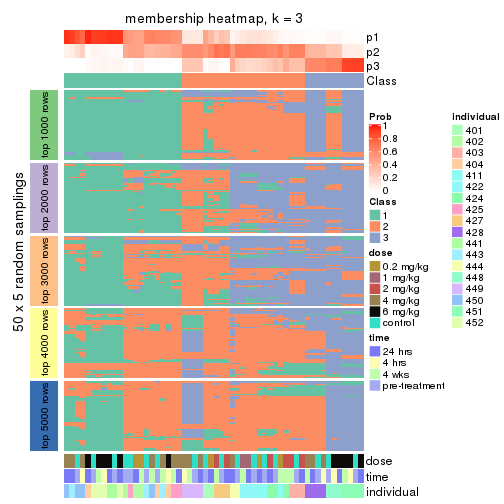 membership heatmap, k = 3
p1
p2
p3
Class
50 x 5 random samplings
top 1000 rows
top 2000 rows
top 3000 rows
top 4000 rows
top 5000 rows
dose
time
individual
Prob
1
0.8
0.6
0.4
0.2
0
Class
1
2
3
dose
0.2 mg/kg
1 mg/kg
2 mg/kg
4 mg/kg
6 mg/kg
control
time
24 hrs
4 hrs
4 wks
pre-treatment
individual
401
402
403
404
411
422
424
425
427
428
441
443
444
448
449
450
451
452